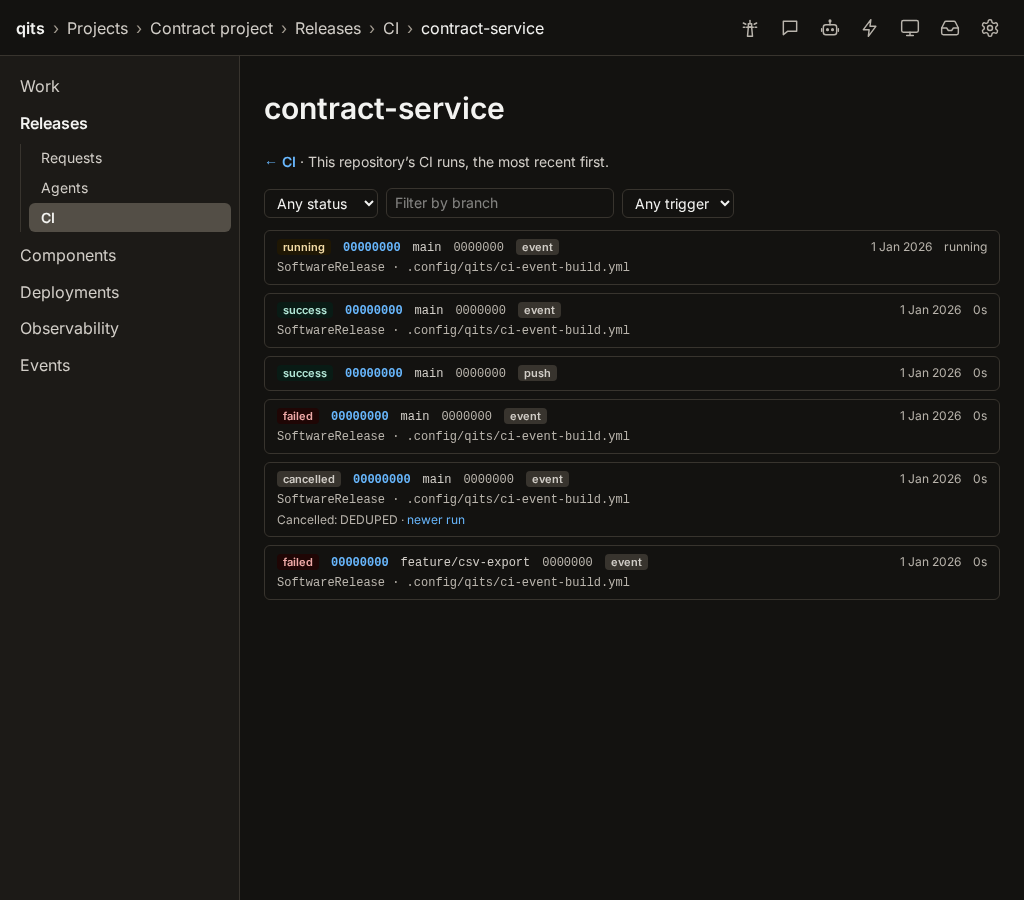 qits › Projects › Contract project › Releases › CI › contract-service
Work
Releases
Requests
Agents
CI
Components
Deployments
Observability
Events
contract-service
← CI · This repository’s CI runs, the most recent first.
Any status Filter by branch Any trigger
running 00000000 main 0000000 event 1 Jan 2026 running
SoftwareRelease · .config/qits/ci-event-build.yml
success 00000000 main 0000000 event 1 Jan 2026 0s
SoftwareRelease · .config/qits/ci-event-build.yml
success 00000000 main 0000000 push 1 Jan 2026 0s
failed 00000000 main 0000000 event 1 Jan 2026 0s
SoftwareRelease · .config/qits/ci-event-build.yml
cancelled 00000000 main 0000000 event 1 Jan 2026 0s
SoftwareRelease · .config/qits/ci-event-build.yml
Cancelled: DEDUPED · newer run
failed 00000000 feature/csv-export 0000000 event 1 Jan 2026 0s
SoftwareRelease · .config/qits/ci-event-build.yml